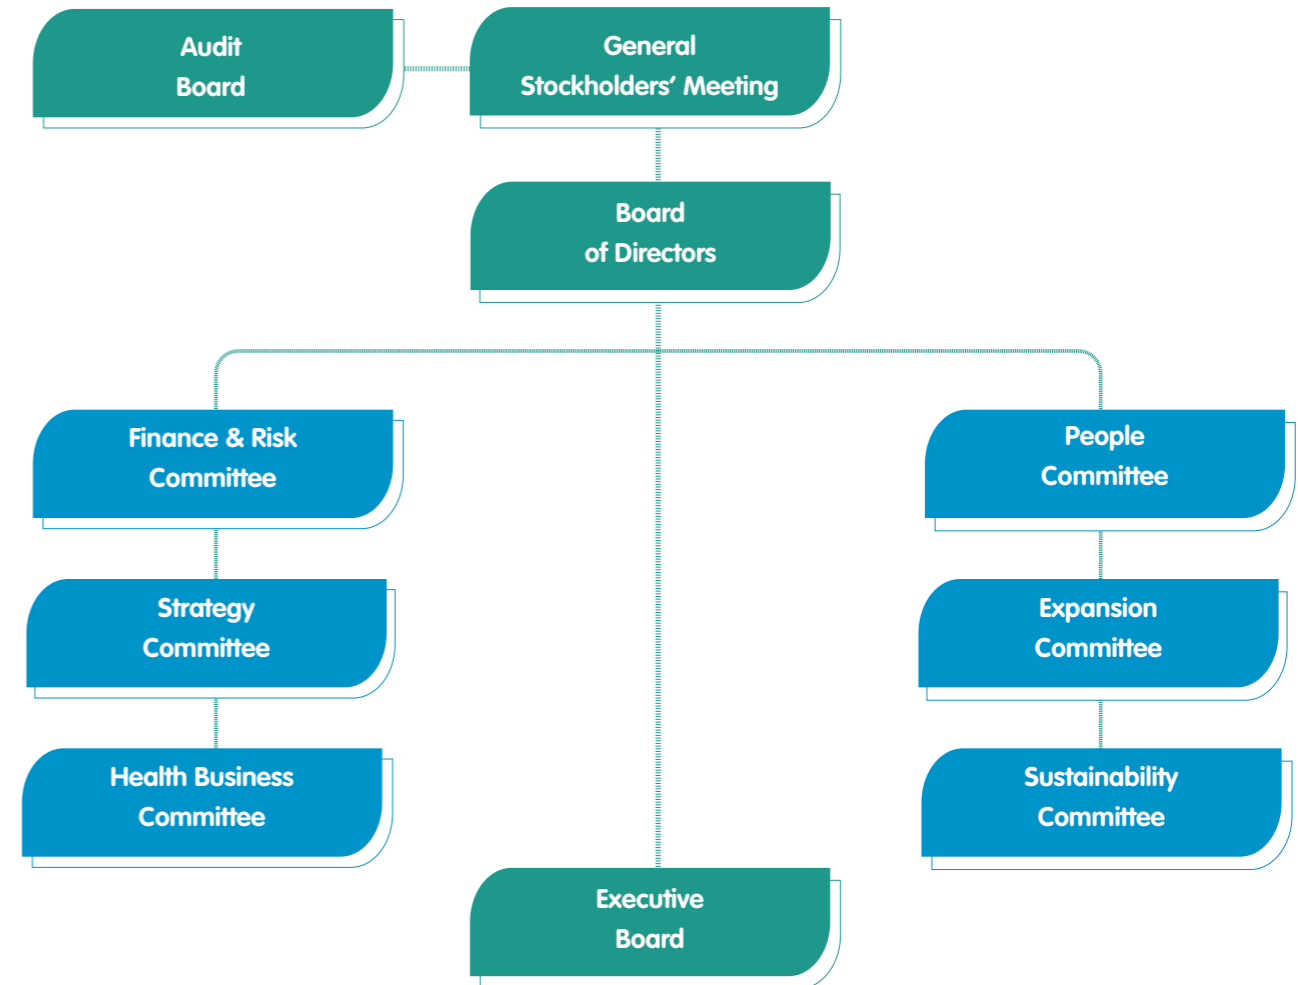 Audit
Board
General
Stockholders’ Meeting
Board
of Directors
Finance & Risk
Committee
People
Committee
Strategy
Committee
Expansion
Committee
Health Business
Committee
Sustainability
Committee
Executive
Board